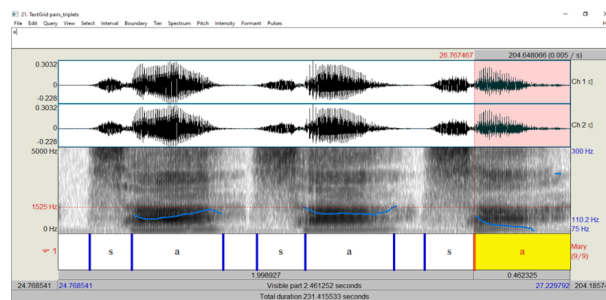 21. TextGrid pairs_triplets
File Edit Query View Select Interval Boundary Tier Spectrum Pitch Intensity Formant Pulses
a
26.767467 204.648066 (0.005 / s)
0.3032
0
-0.228
Ch 1
0.3032
0
-0.228
Ch 2
5000 Hz 300 Hz
1525 Hz
110.2 Hz
0 Hz 75 Hz
1 s a s a s a Mary (9/9)
1.998927 0.462325
24.768541 24.768541 Visible part 2.461252 seconds 27.229792
Total duration 231.415533 seconds